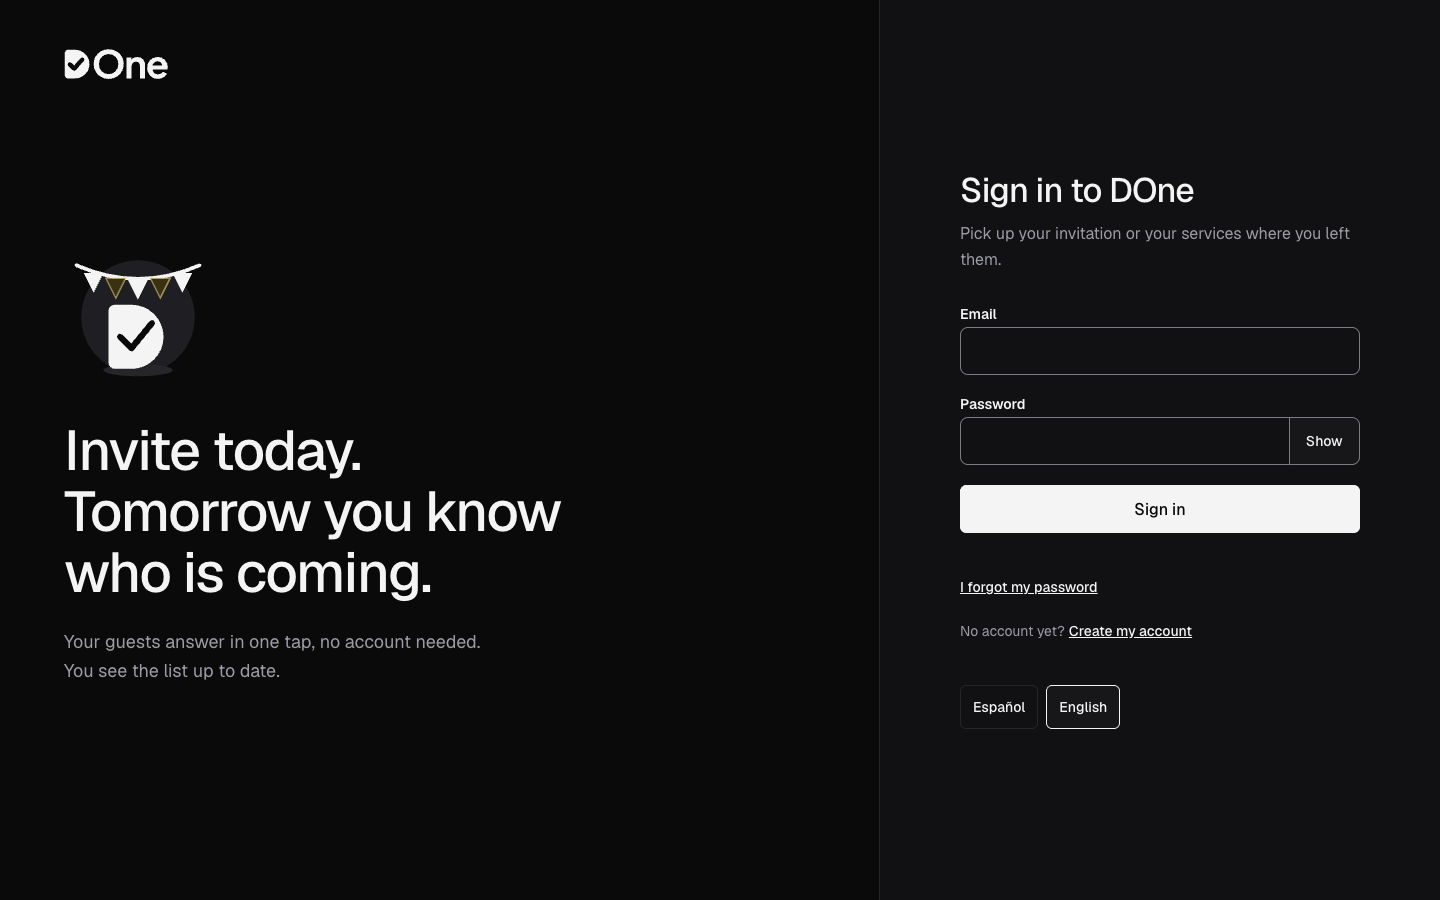 DOne
Invite today.
Tomorrow you know
who is coming.
Your guests answer in one tap, no account needed.
You see the list up to date.
Sign in to DOne
Pick up your invitation or your services where you left
them.
Email
Password
Show
Sign in
I forgot my password
No account yet? Create my account
Español
English